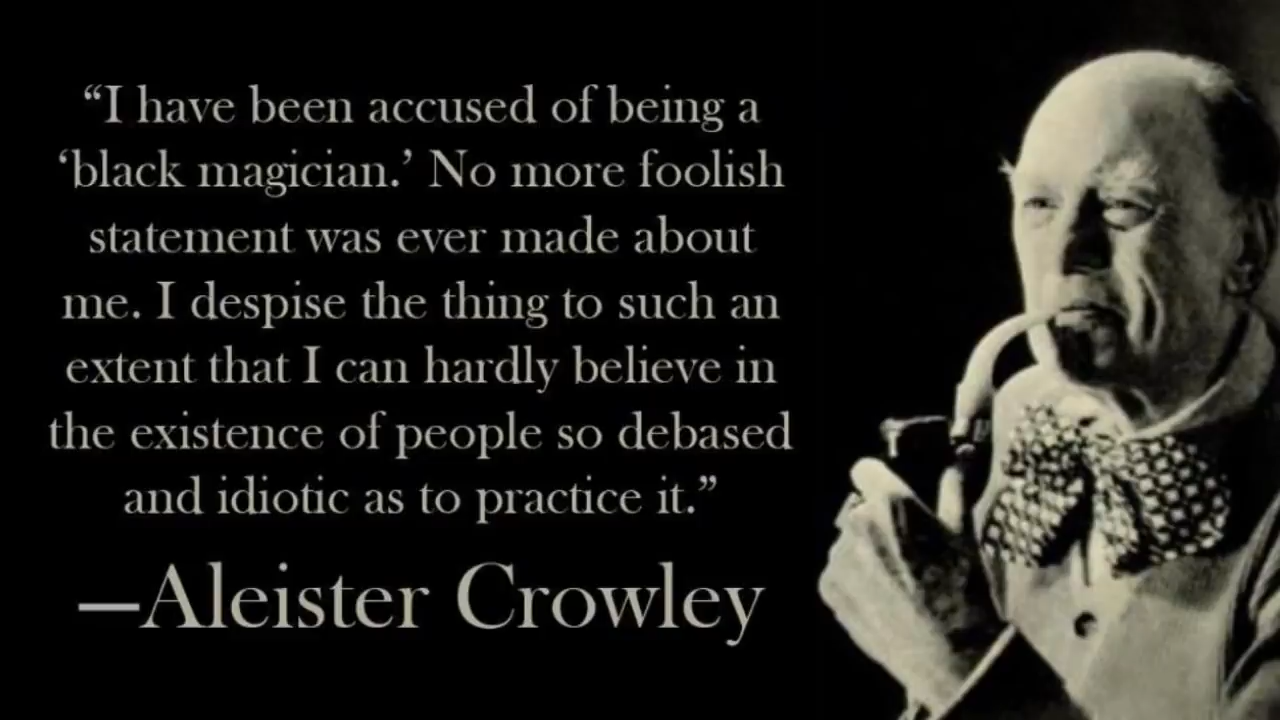 “I have been accused of being a
‘black magician.’ No more foolish
statement was ever made about
me. I despise the thing to such an
extent that I can hardly believe in
the existence of people so debased
and idiotic as to practice it.”
—Aleister Crowley